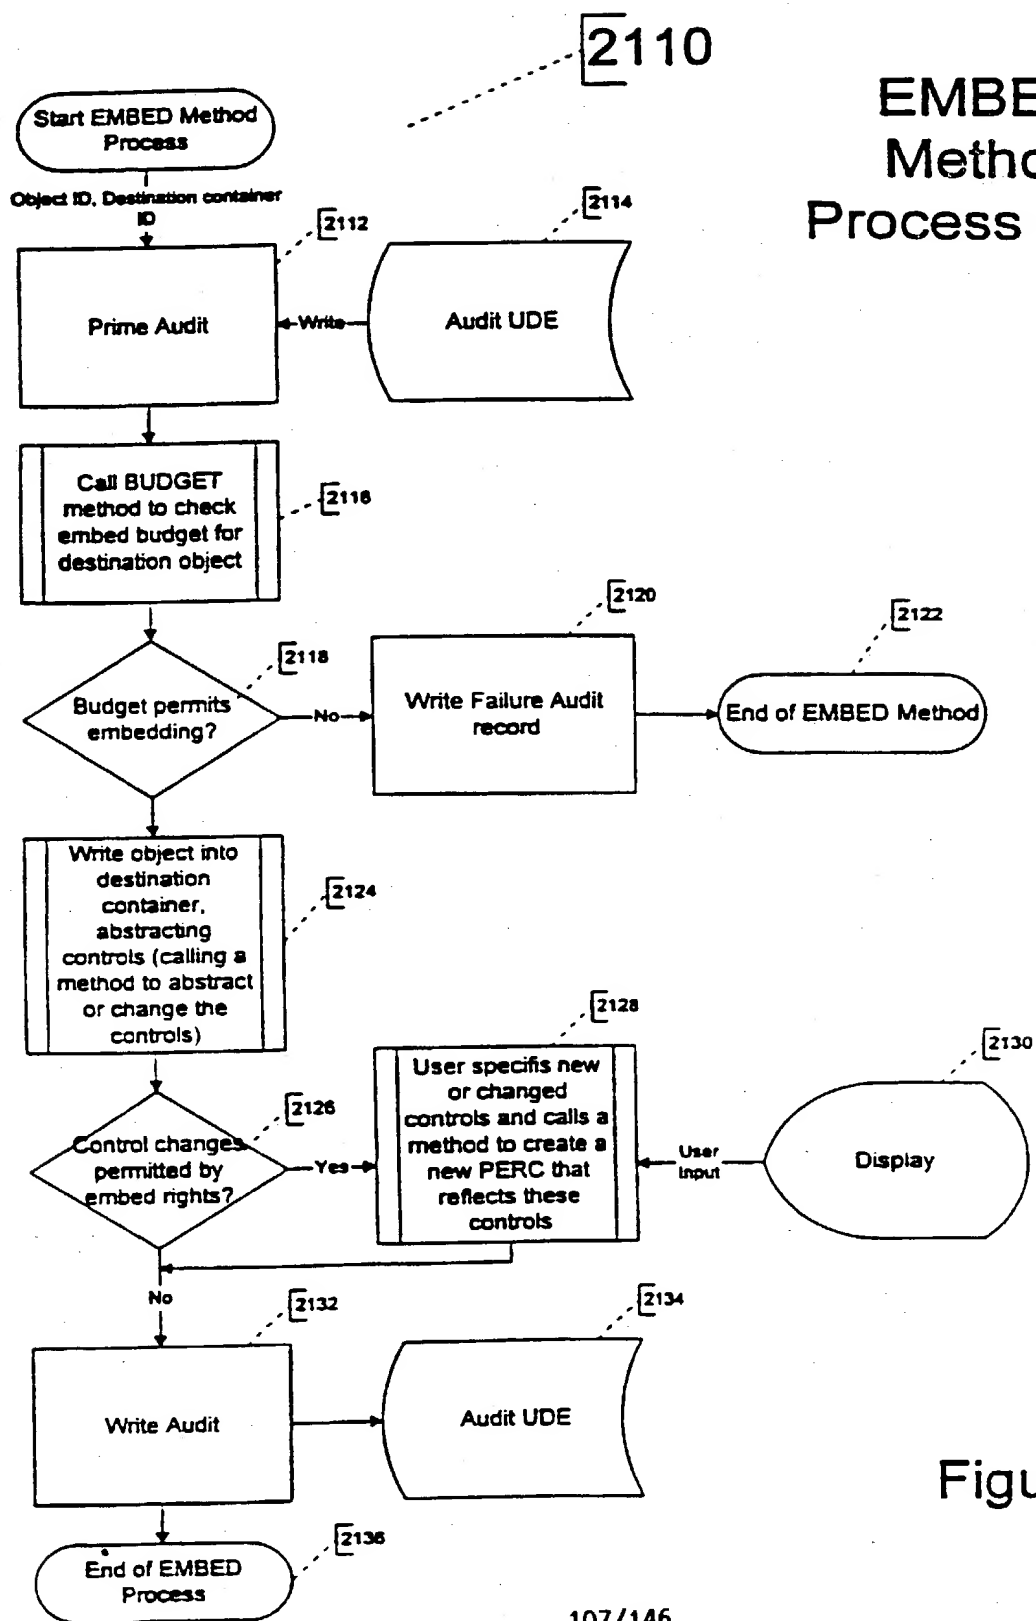 2110
EMBE
Metho
Process
Start EMBED Method
Process
Object ID, Destination container
ID
2112
2114
Prime Audit
Write
Audit UDE
Call BUDGET
method to check
embed budget for
destination object
2116
2120
2122
2118
Budget permits
embedding?
No
Write Failure Audit
record
End of EMBED Method
Write object into
destination
container,
abstracting
controls (calling a
method to abstract
or change the
controls)
2124
2128
2130
User specifis new
or changed
controls and calls a
method to create a
new PERC that
reflects these
controls
2126
Control changes
permitted by
embed rights?
Yes
User
Input
Display
No
2132
2134
Write Audit
Audit UDE
Figu
2136
End of EMBED
Process
107/146